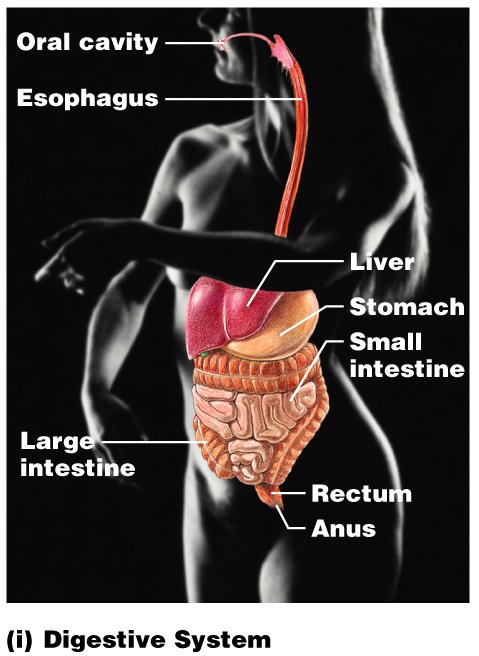 Oral cavity
Esophagus
Liver
Stomach
Small
intestine
Large
intestine
Rectum
Anus
(i) Digestive System